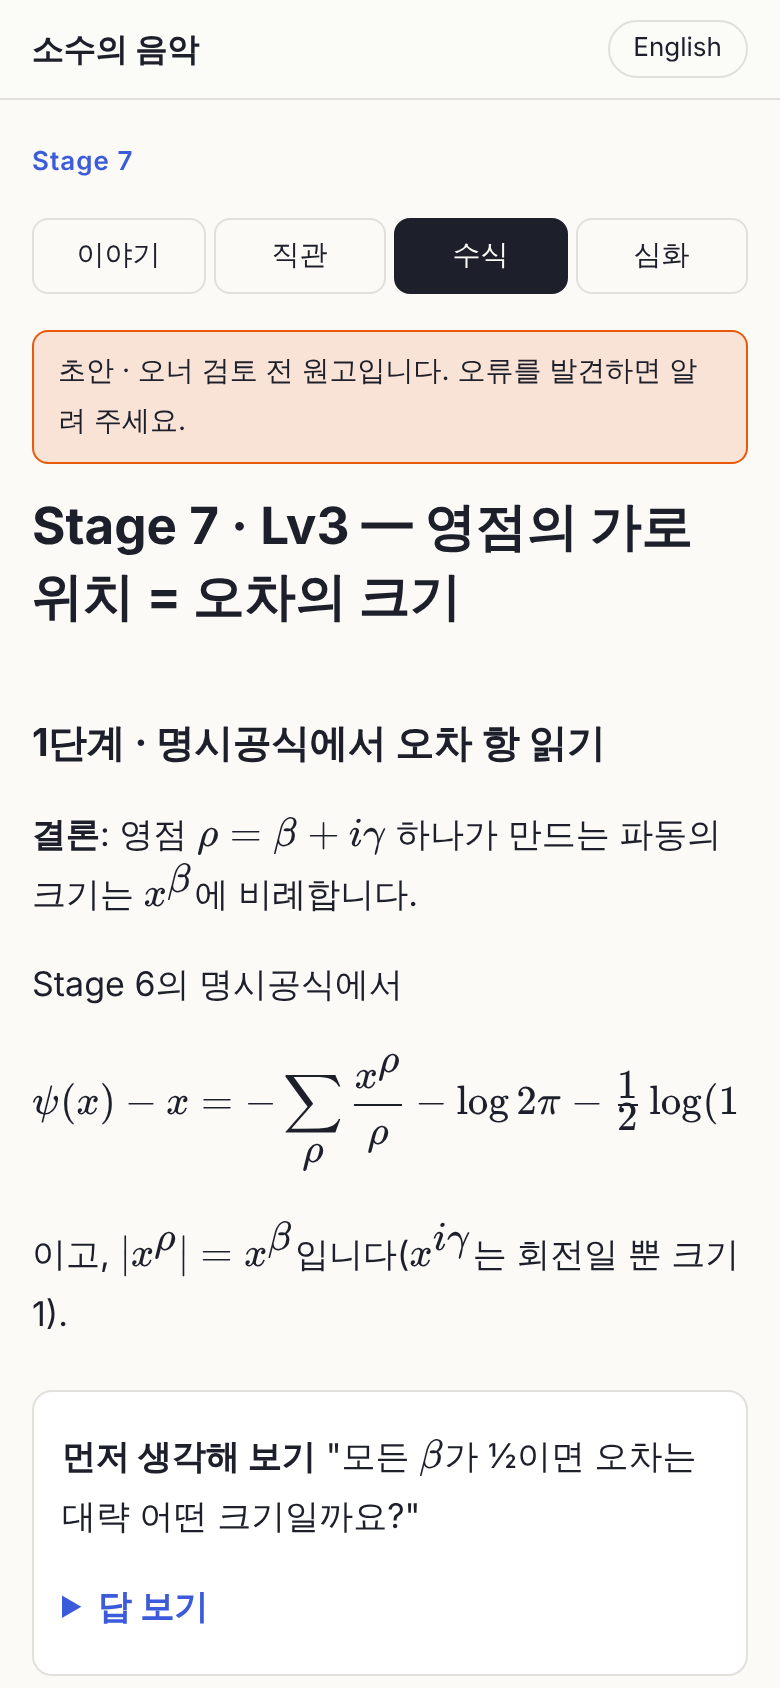 소수의 음악
English
Stage 7
이야기
직관
수식
심화
초안 · 오너 검토 전 원고입니다. 오류를 발견하면 알
려 주세요.
Stage 7 · Lv3 — 영점의 가로
위치 = 오차의 크기
1단계 · 명시공식에서 오차 항 읽기
결론: 영점 ρ = β + iγ 하나가 만드는 파동의
크기는 x^β에 비례합니다.
Stage 6의 명시공식에서
ψ(x) − x = − ∑_ρ x^ρ/ρ − log 2π − 1/2 log(1
이고, |x^ρ| = x^β입니다(x^{iγ}는 회전일 뿐 크기
1).
먼저 생각해 보기 "모든 β가 ½이면 오차는
대략 어떤 크기일까요?"
▶ 답 보기